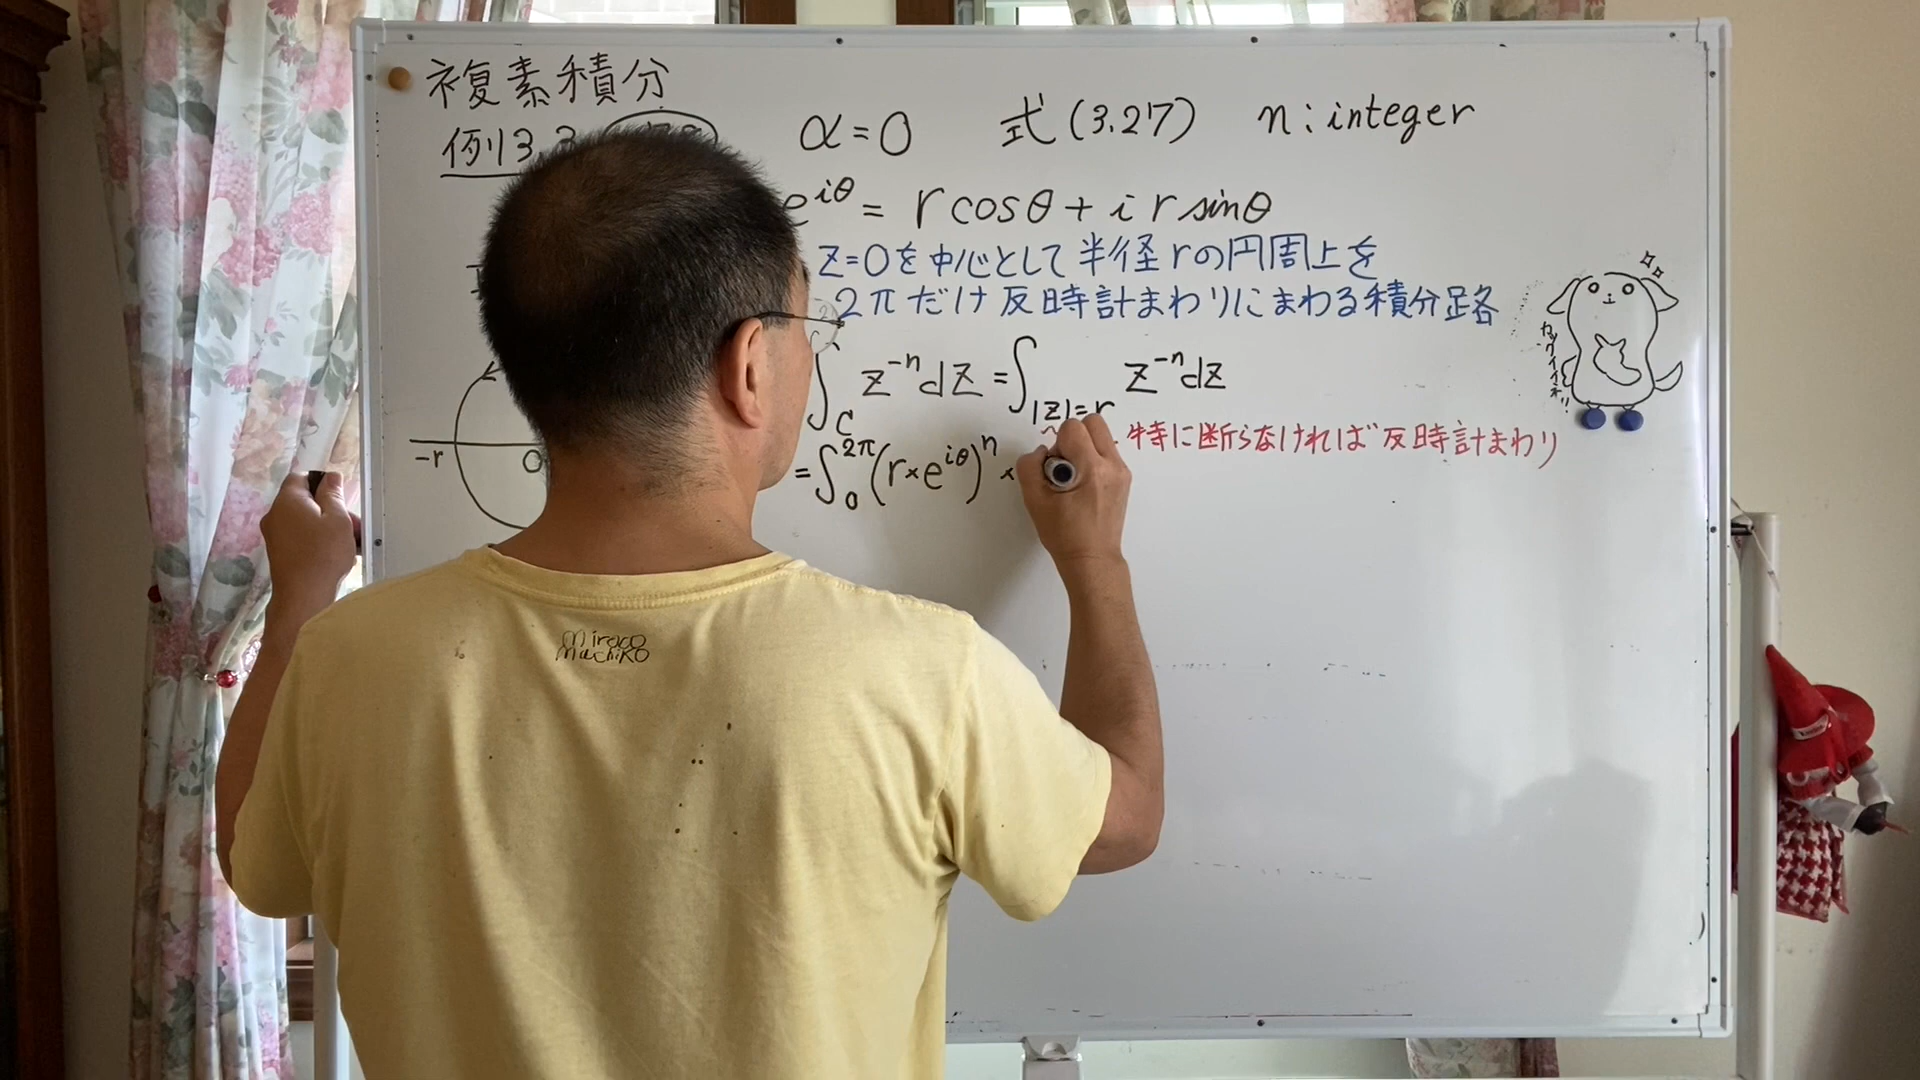 複素積分
例13.3 α=0 式(3.27) n:integer
e^{iθ} = r cosθ + i r sinθ
z=0を中心として半径rの円周上を
2πだけ反時計まわりにまわる積分路
∫_C z^{-n}dz = ∫_{|z|=r} z^{-n}dz
特に断らなければ反時計まわり
= ∫_0^{2π} (r×e^{iθ})^n ×
-r 0
miroco
machiko